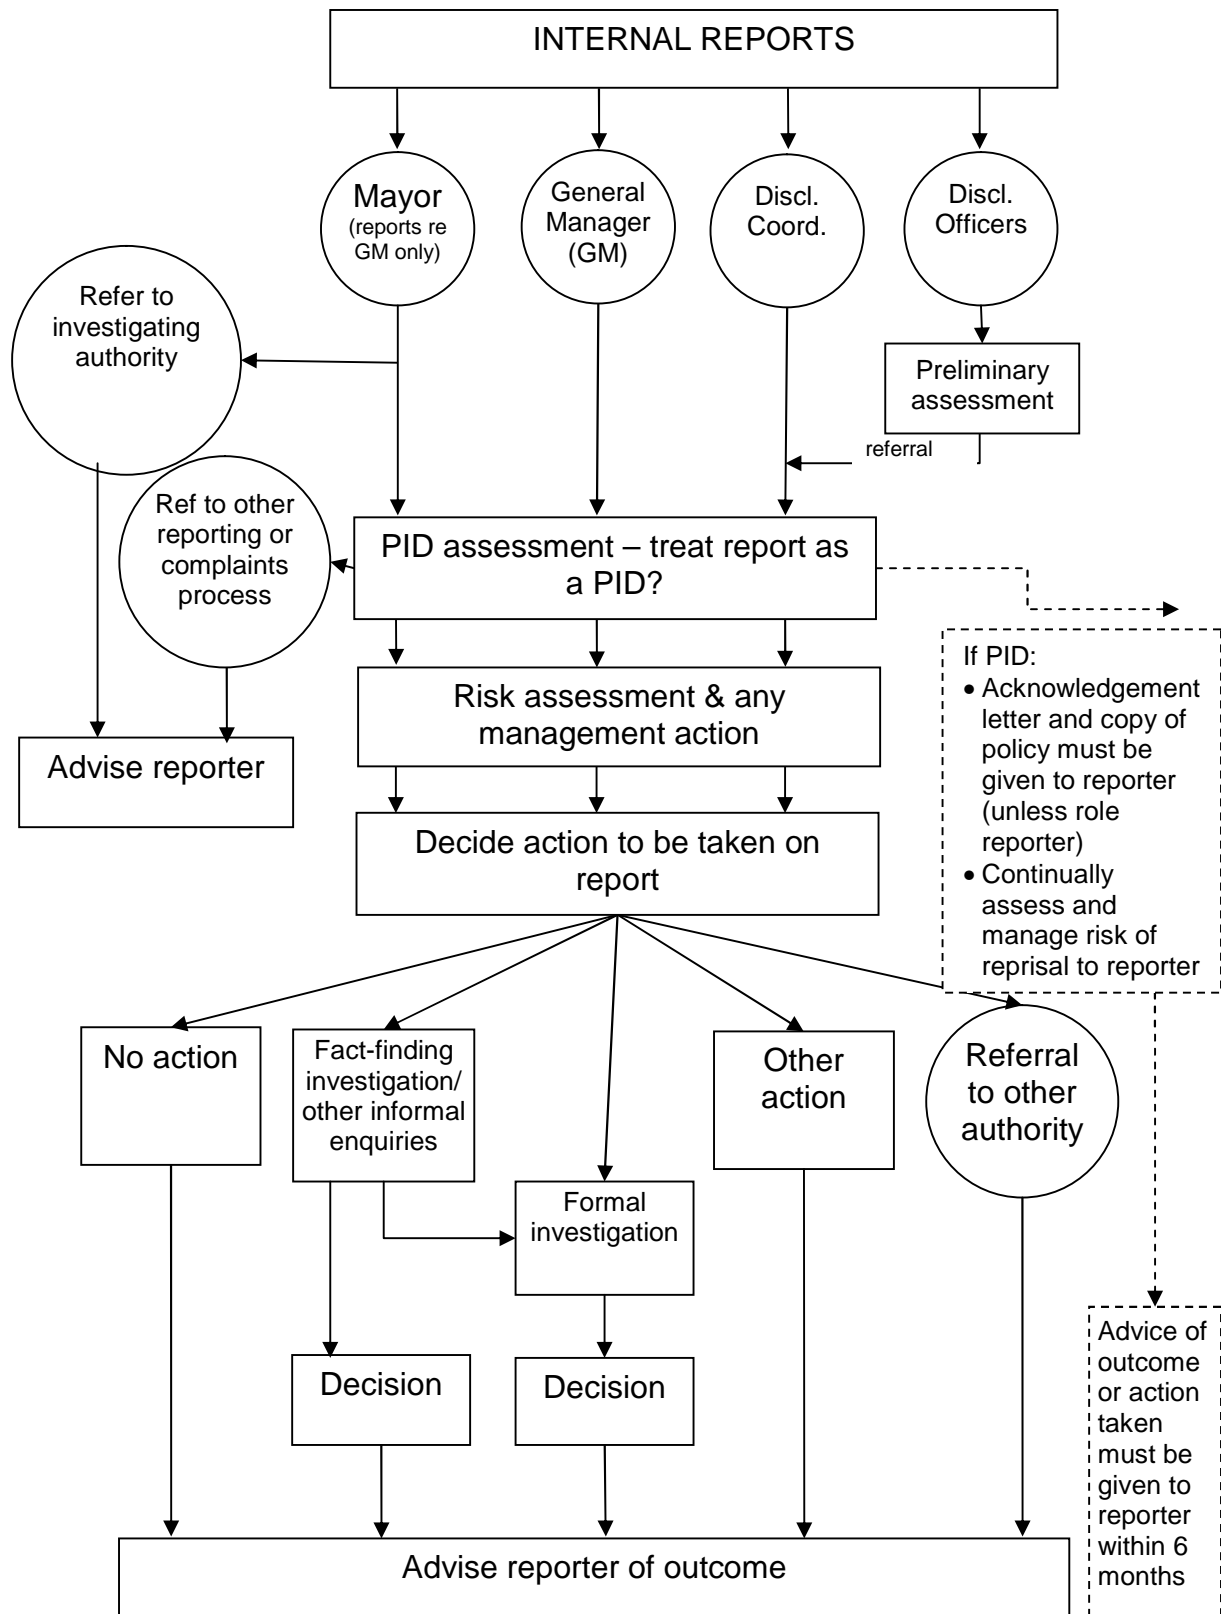 INTERNAL REPORTS
Mayor
(reports re
GM only)
General
Manager
(GM)
Discl.
Coord.
Discl.
Officers
Refer to
investigating
authority
Preliminary
assessment
referral
Ref to other
reporting or
complaints
process
PID assessment – treat report as
a PID?
If PID:
• Acknowledgement
letter and copy of
policy must be
given to reporter
(unless role
reporter)
• Continually
assess and
manage risk of
reprisal to reporter
Risk assessment & any
management action
Advise reporter
Decide action to be taken on
report
No action
Fact-finding
investigation/
other informal
enquiries
Other
action
Referral
to other
authority
Formal
investigation
Decision
Decision
Advice of
outcome
or action
taken
must be
given to
reporter
within 6
months
Advise reporter of outcome